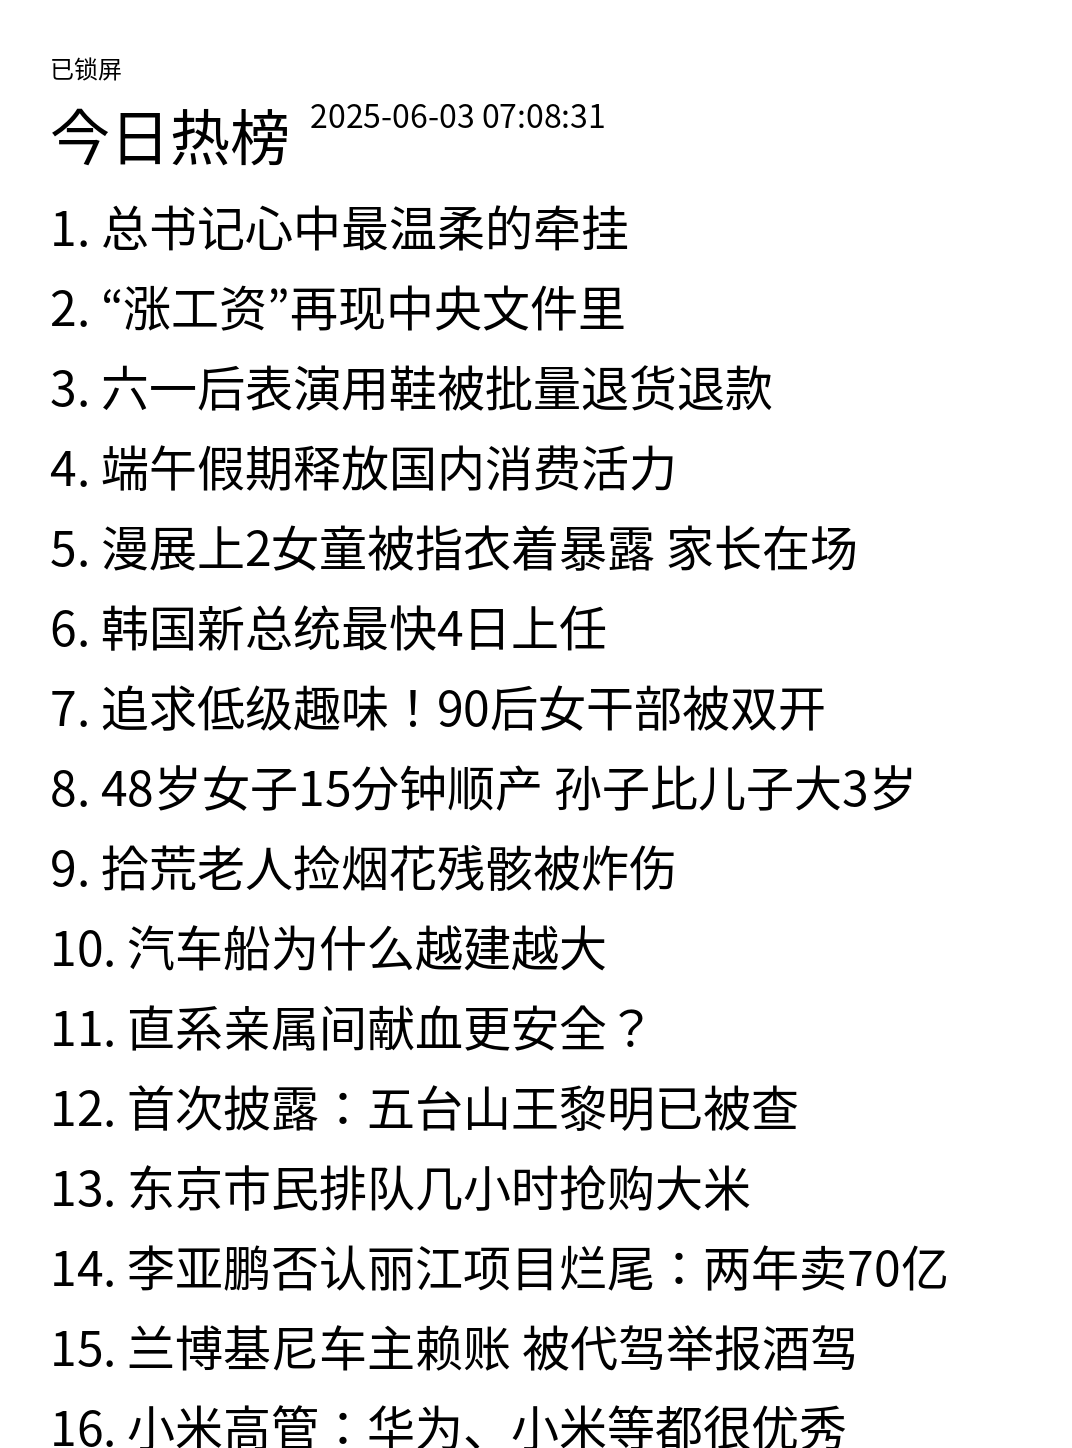 已锁屏
今日热榜 2025-06-03 07:08:31
1. 总书记心中最温柔的牵挂
2. “涨工资”再现中央文件里
3. 六一后表演用鞋被批量退货退款
4. 端午假期释放国内消费活力
5. 漫展上2女童被指衣着暴露 家长在场
6. 韩国新总统最快4日上任
7. 追求低级趣味！90后女干部被双开
8. 48岁女子15分钟顺产 孙子比儿子大3岁
9. 拾荒老人捡烟花残骸被炸伤
10. 汽车船为什么越建越大
11. 直系亲属间献血更安全？
12. 首次披露：五台山王黎明已被查
13. 东京市民排队几小时抢购大米
14. 李亚鹏否认丽江项目烂尾：两年卖70亿
15. 兰博基尼车主赖账 被代驾举报酒驾
16. 小米高管：华为、小米等都很优秀